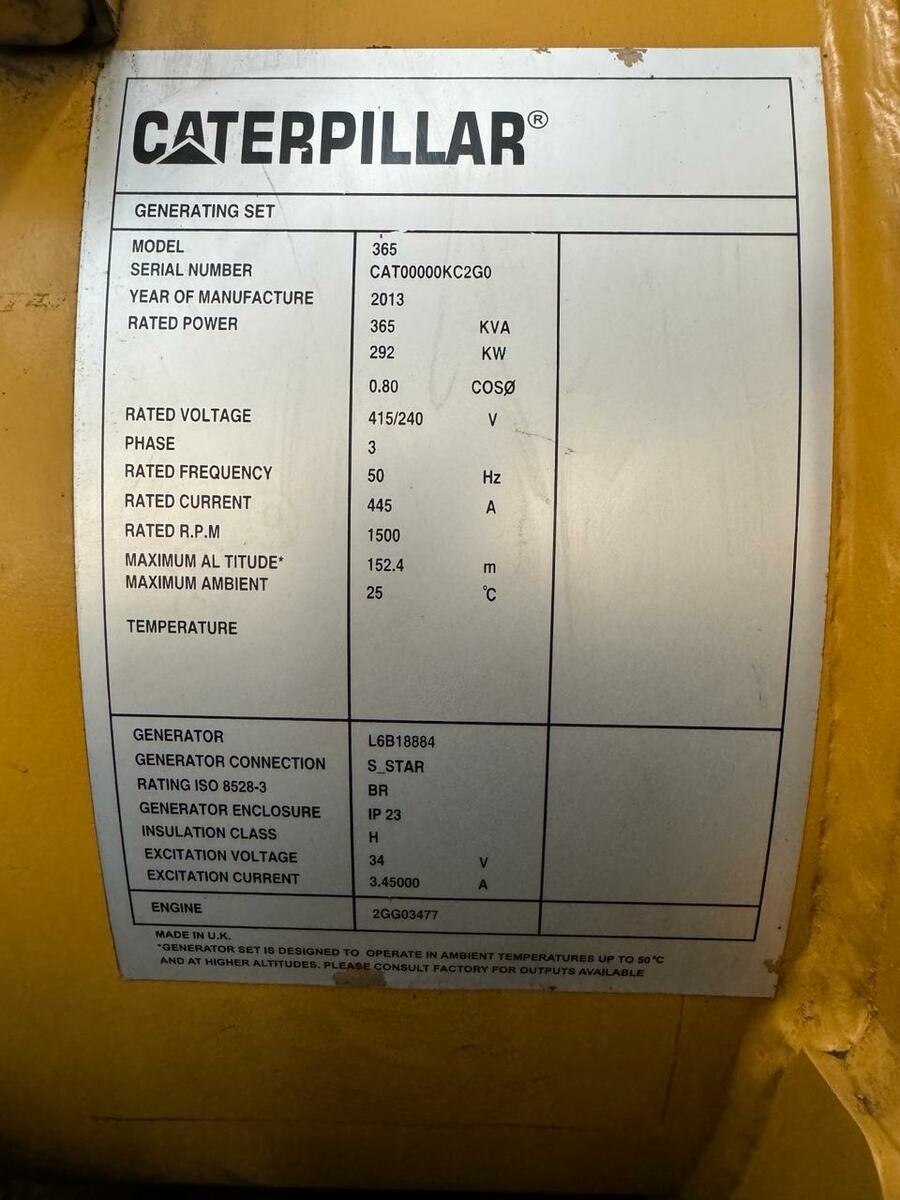 CATERPILLAR®
GENERATING SET
MODEL 365
SERIAL NUMBER CAT00000KC2G0
YEAR OF MANUFACTURE 2013
RATED POWER 365 KVA
292 KW
0.80 COSØ
RATED VOLTAGE 415/240 V
PHASE 3
RATED FREQUENCY 50 Hz
RATED CURRENT 445 A
RATED R.P.M 1500
MAXIMUM AL TITUDE* 152.4 m
MAXIMUM AMBIENT 25 °C
TEMPERATURE
GENERATOR L6B18884
GENERATOR CONNECTION S_STAR
RATING ISO 8528-3 BR
GENERATOR ENCLOSURE IP 23
INSULATION CLASS H
EXCITATION VOLTAGE 34 V
EXCITATION CURRENT 3.45000 A
ENGINE 2GG03477
MADE IN U.K.
*GENERATOR SET IS DESIGNED TO OPERATE IN AMBIENT TEMPERATURES UP TO 50°C
AND AT HIGHER ALTITUDES. PLEASE CONSULT FACTORY FOR OUTPUTS AVAILABLE